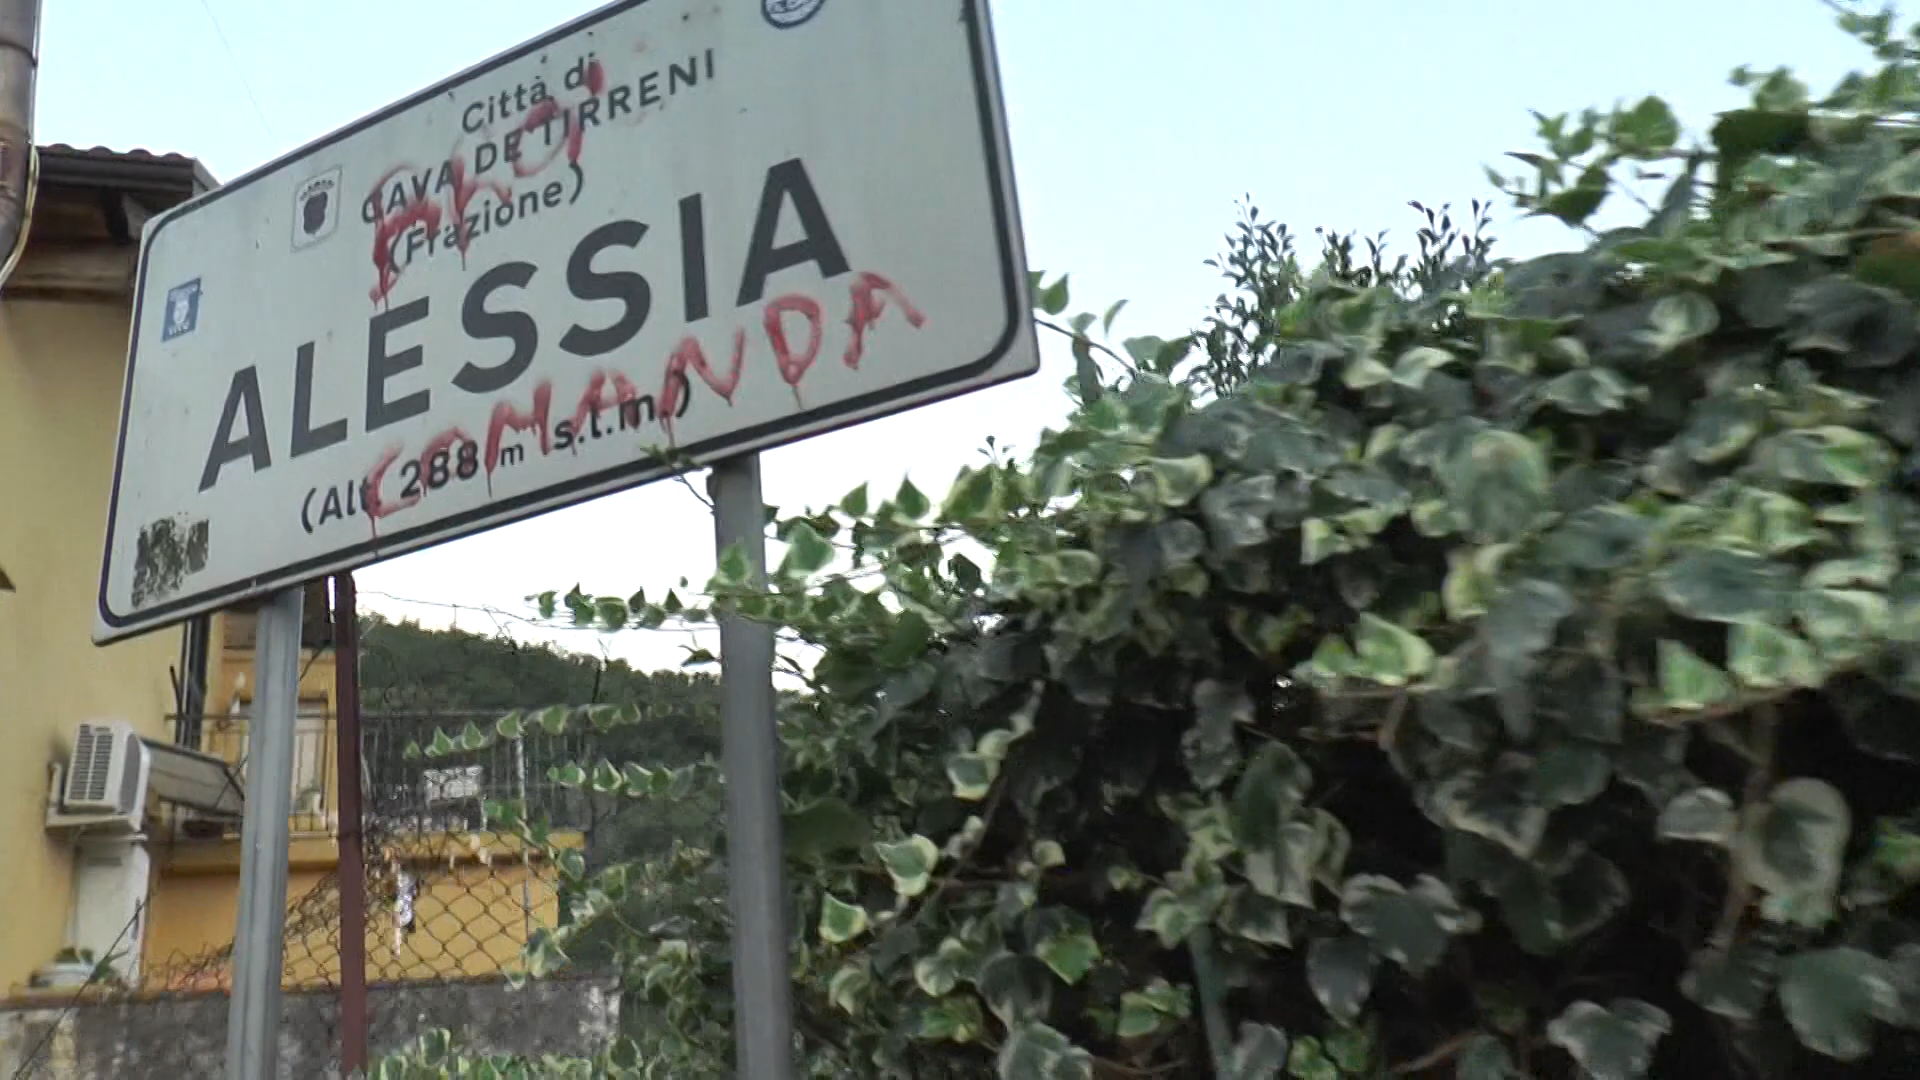 Città di
CAVA DE' TIRRENI
(Frazione)
ALESSIA
COMANDA
(Alt. 288 m s.l.m.)